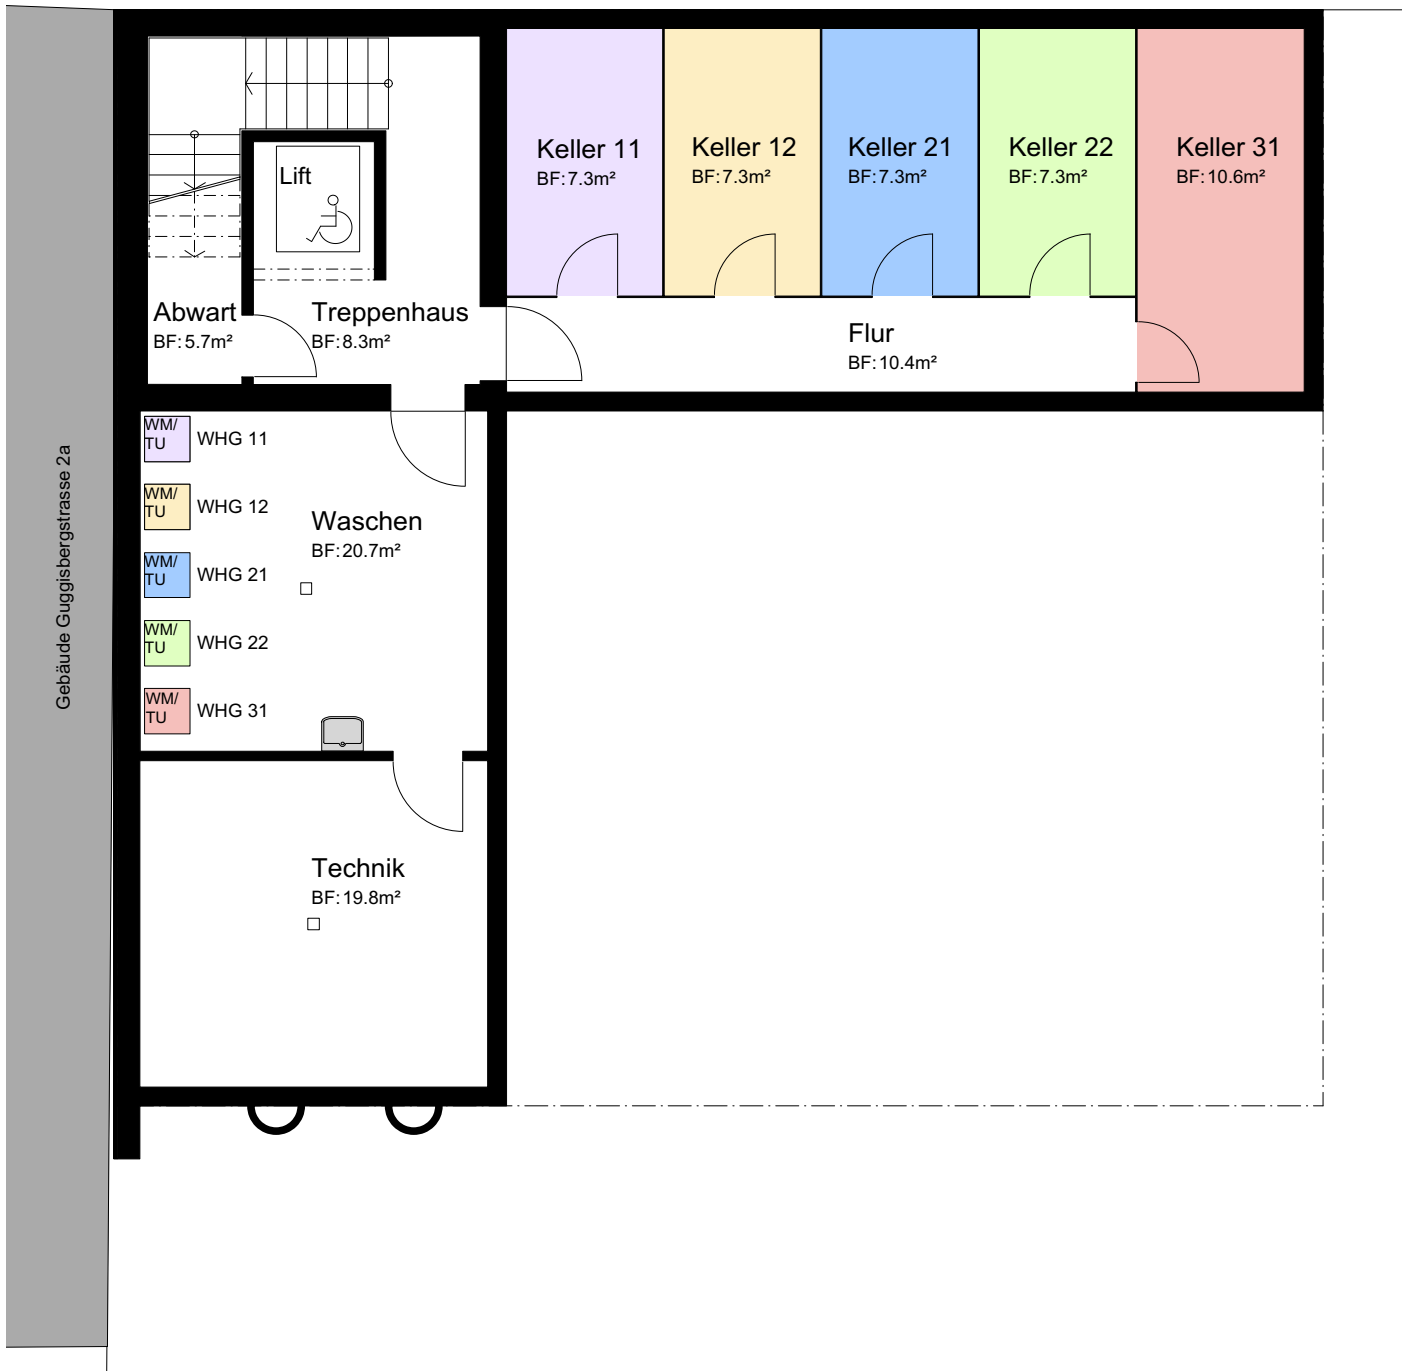 Keller 11
BF: 7.3m²
Keller 12
BF: 7.3m²
Keller 21
BF: 7.3m²
Keller 22
BF: 7.3m²
Keller 31
BF: 10.6m²
Lift
Abwart
BF: 5.7m²
Treppenhaus
BF: 8.3m²
Flur
BF: 10.4m²
WM/
TU
WHG 11
WM/
TU
WHG 12
WM/
TU
WHG 21
WM/
TU
WHG 22
WM/
TU
WHG 31
Waschen
BF: 20.7m²
Gebäude Guggisbergstrasse 2a
Technik
BF: 19.8m²